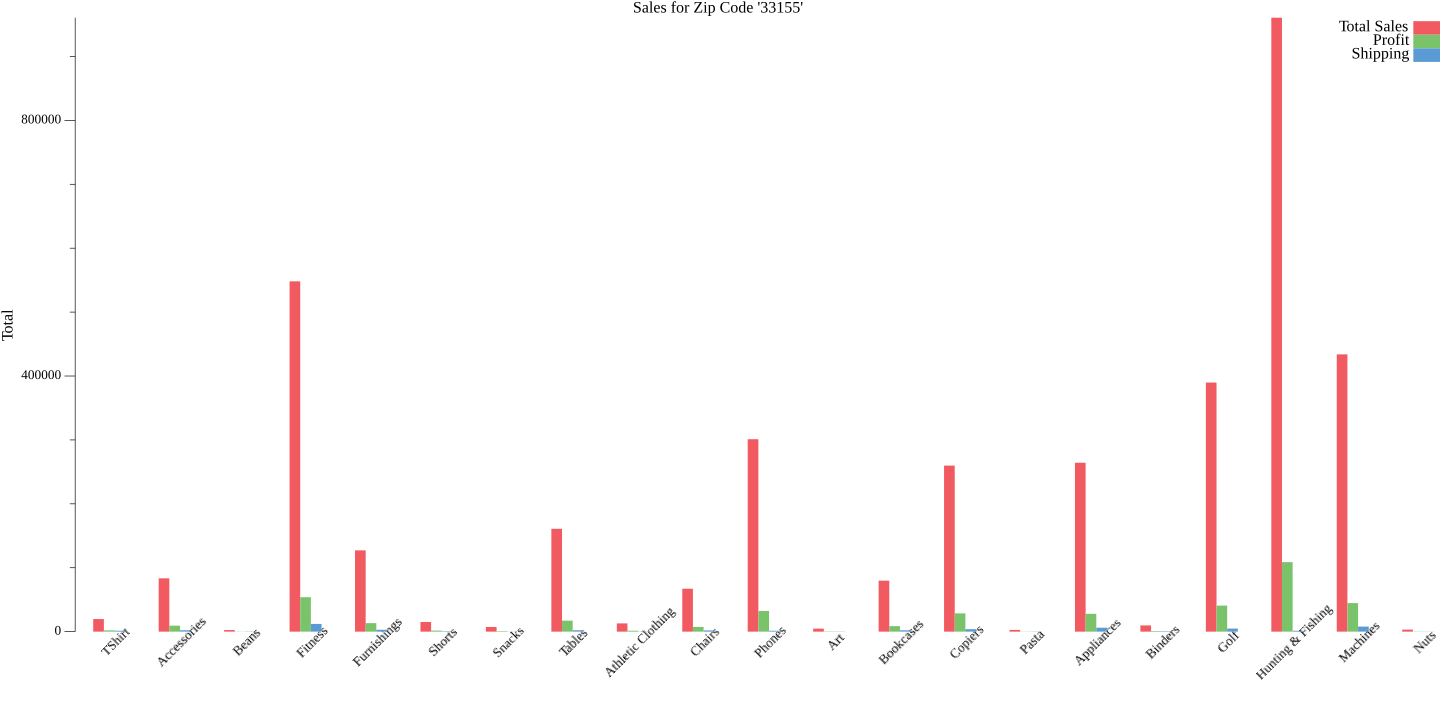 Sales for Zip Code '33155'
Total Sales
Profit
Shipping
Total
800000
400000
0
TShirt
Accessories
Beans
Fitness
Furnishings
Shorts
Snacks
Tables
Athletic Clothing
Chairs
Phones
Art
Bookcases
Copiers
Pasta
Appliances
Binders
Golf
Hunting & Fishing
Machines
Nuts